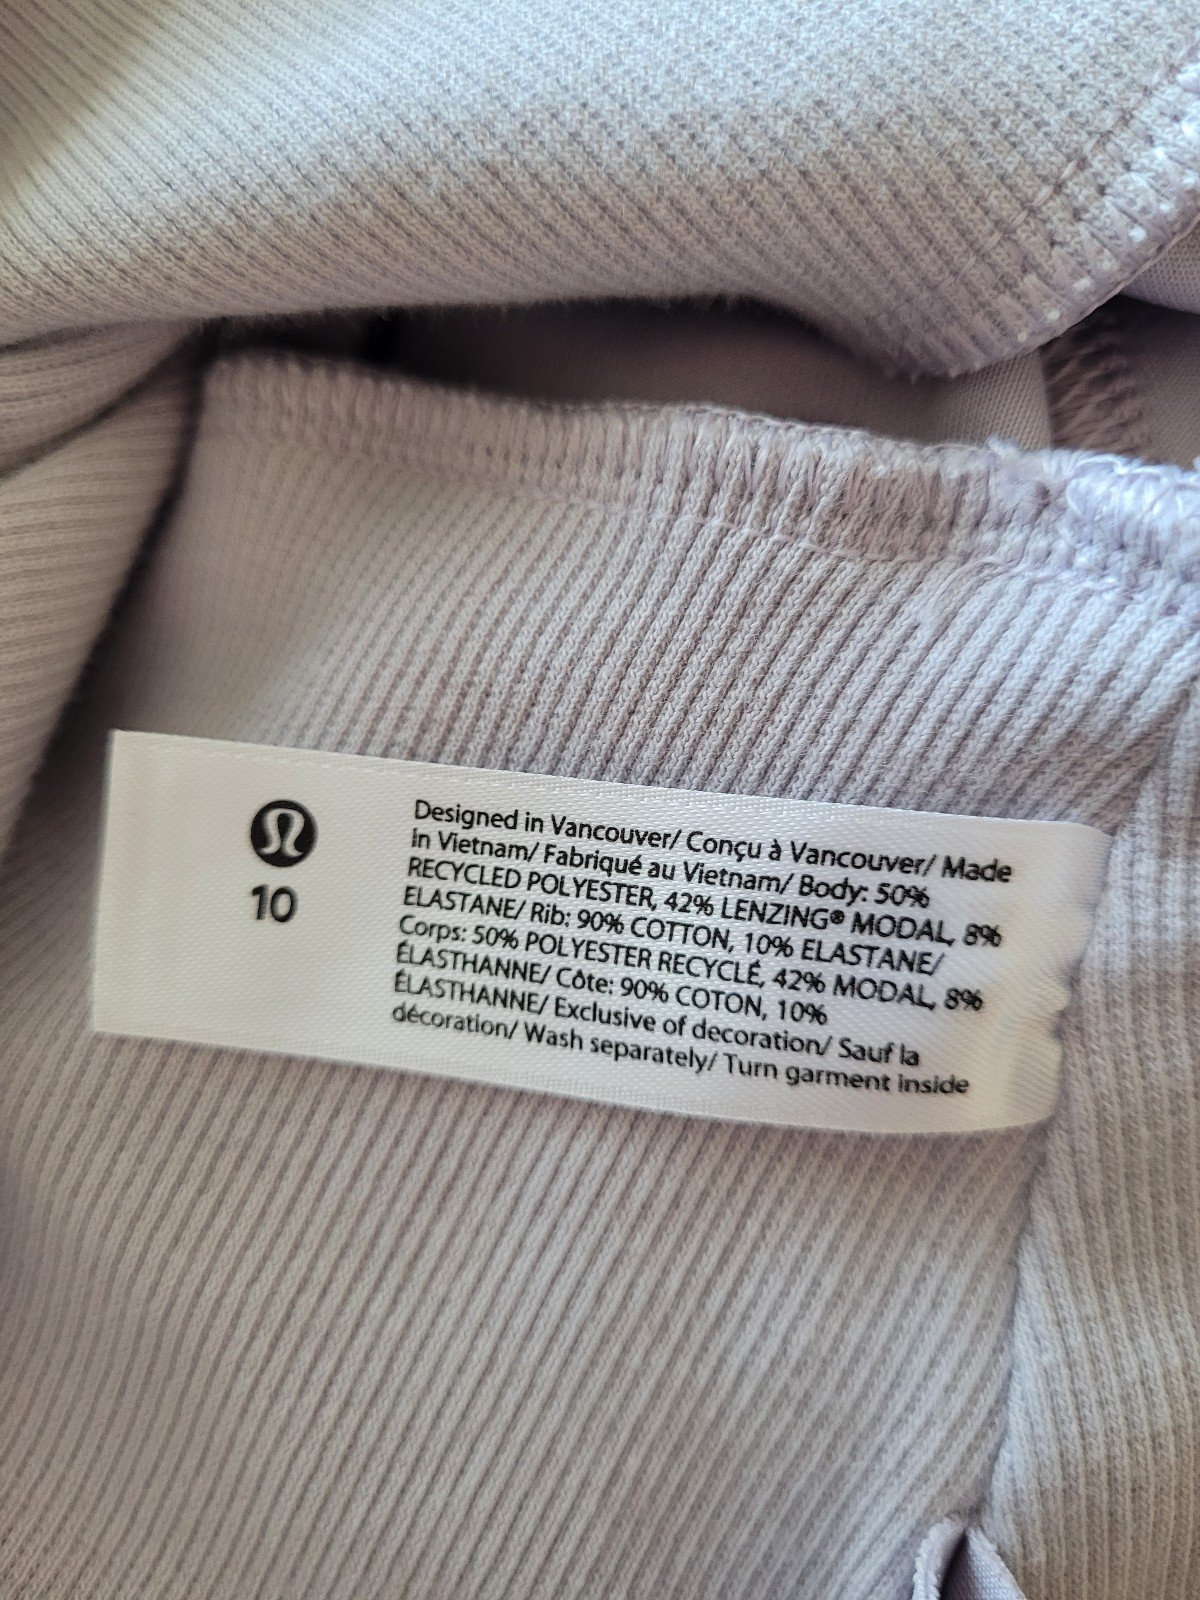 10
Designed in Vancouver/ Conçu à Vancouver/ Made
in Vietnam/ Fabriqué au Vietnam/ Body: 50%
RECYCLED POLYESTER, 42% LENZING® MODAL, 8%
ELASTANE/ Rib: 90% COTTON, 10% ELASTANE/
Corps: 50% POLYESTER RECYCLÉ, 42% MODAL, 8%
ÉLASTHANNE/ Côte: 90% COTON, 10%
ÉLASTHANNE/ Exclusive of decoration/ Sauf la
décoration/ Wash separately/ Turn garment inside